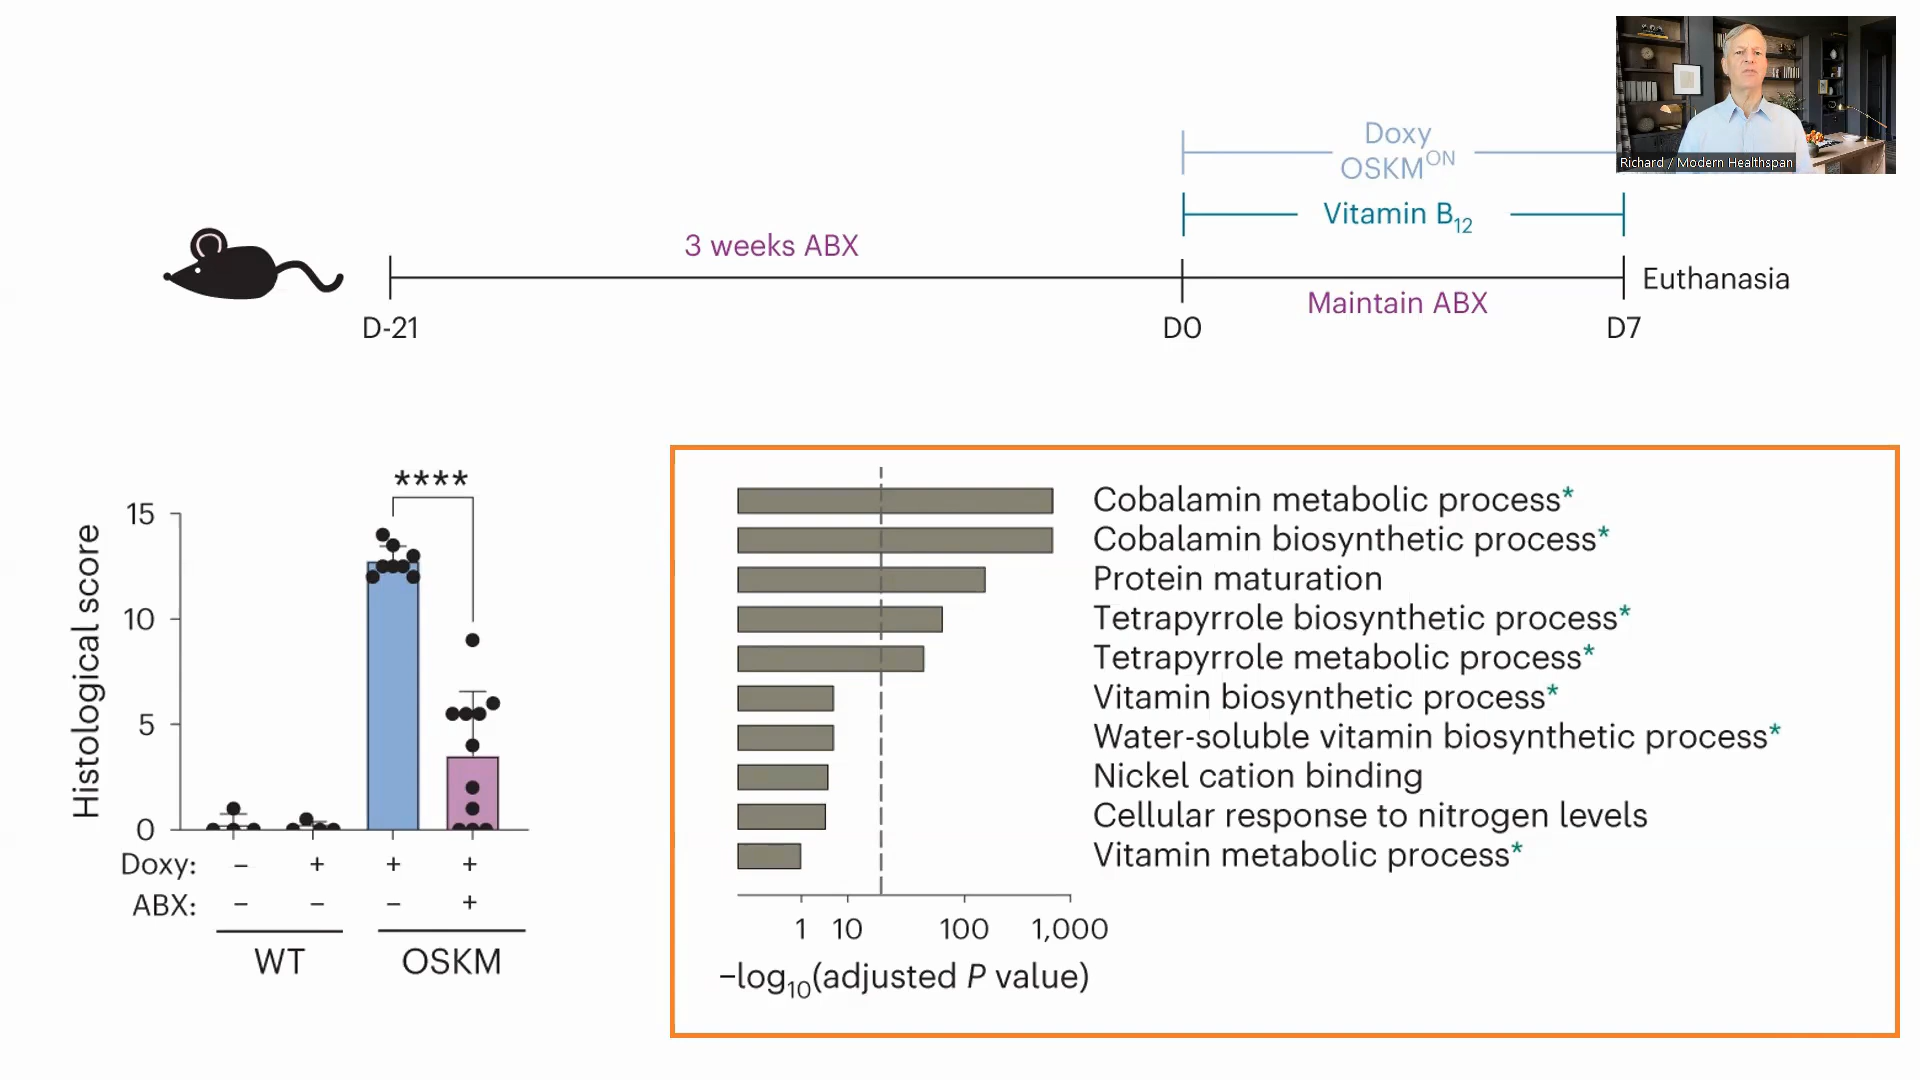 Doxy
OSKM^ON
Richard / Modern Healthspan
Vitamin B₁₂
3 weeks ABX
Euthanasia
Maintain ABX
D-21
D0
D7
****
Histological score
15
10
5
0
Doxy: – + + +
ABX: – – – +
WT
OSKM
Cobalamin metabolic process*
Cobalamin biosynthetic process*
Protein maturation
Tetrapyrrole biosynthetic process*
Tetrapyrrole metabolic process*
Vitamin biosynthetic process*
Water-soluble vitamin biosynthetic process*
Nickel cation binding
Cellular response to nitrogen levels
Vitamin metabolic process*
1 10 100 1,000
–log₁₀(adjusted P value)